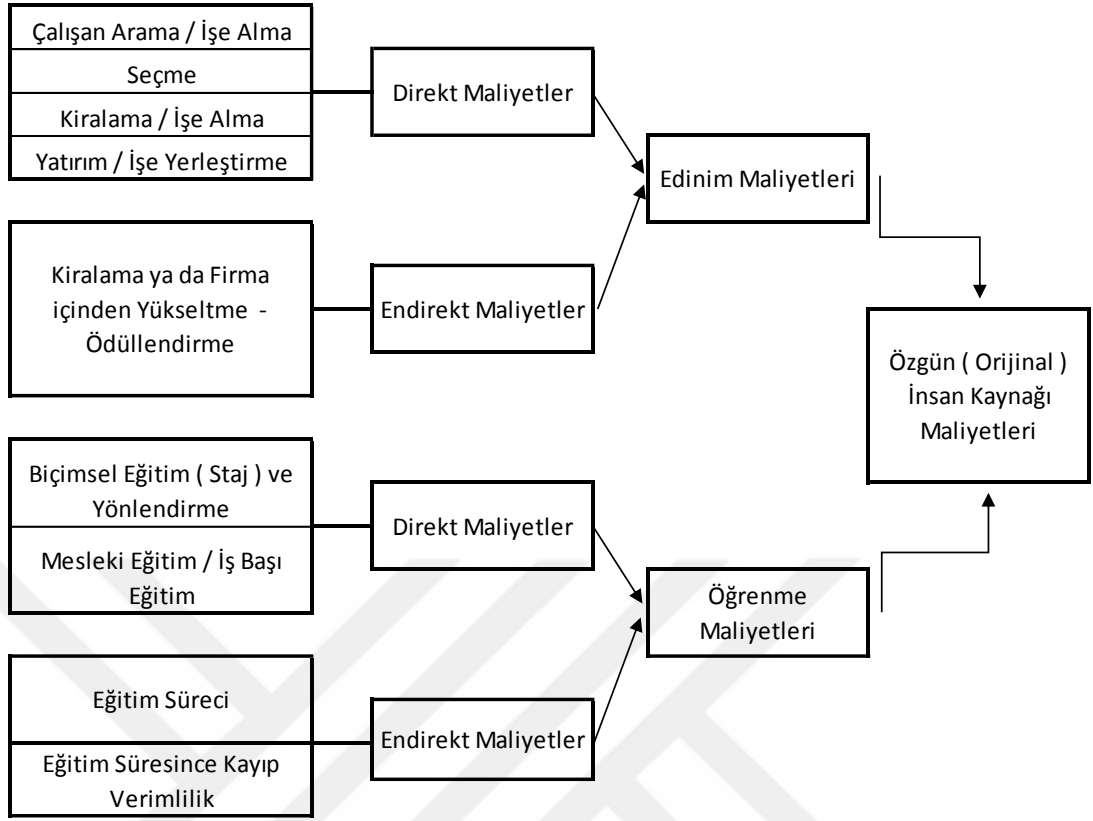 Çalışan Arama / İşe Alma
Seçme
Kiralama / İşe Alma
Yatırım / İşe Yerleştirme
Direkt Maliyetler
Edinim Maliyetleri
Kiralama ya da Firma
içinden Yükseltme -
Ödüllendirme
Endirekt Maliyetler
Özgün ( Orijinal )
İnsan Kaynağı
Maliyetleri
Biçimsel Eğitim ( Staj ) ve
Yönlendirme
Mesleki Eğitim / İş Başı
Eğitim
Direkt Maliyetler
Öğrenme
Maliyetleri
Eğitim Süreci
Eğitim Süresince Kayıp
Verimlilik
Endirekt Maliyetler